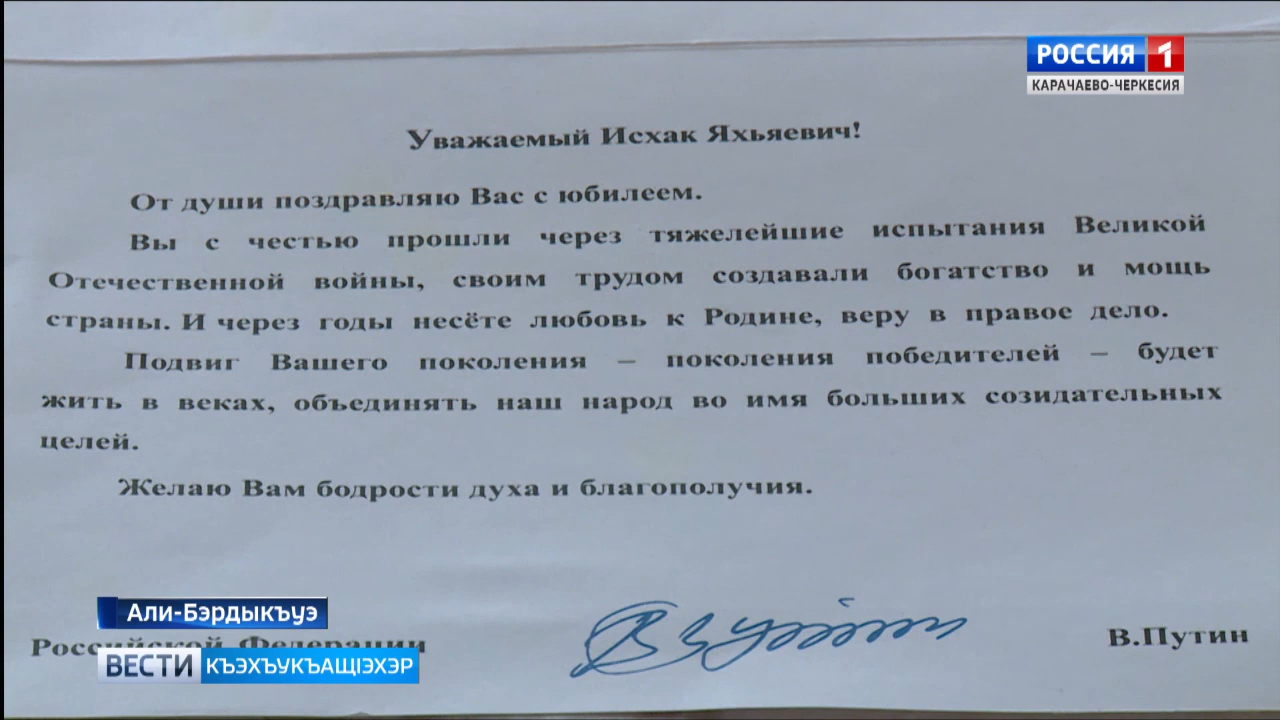 РОССИЯ 1
КАРАЧАЕВО-ЧЕРКЕСИЯ
Уважаемый Исхак Яхьяевич!
От души поздравляю Вас с юбилеем.
Вы с честью прошли через тяжелейшие испытания Великой
Отечественной войны, своим трудом создавали богатство и мощь
страны. И через годы несёте любовь к Родине, веру в правое дело.
Подвиг Вашего поколения – поколения победителей – будет
жить в веках, объединять наш народ во имя больших созидательных
целей.
Желаю Вам бодрости духа и благополучия.
Али-Бэрдыкъуэ
Российской Федерации
В.Путин
ВЕСТИ КЪЭХЪУКЪАЩIЭХЭР